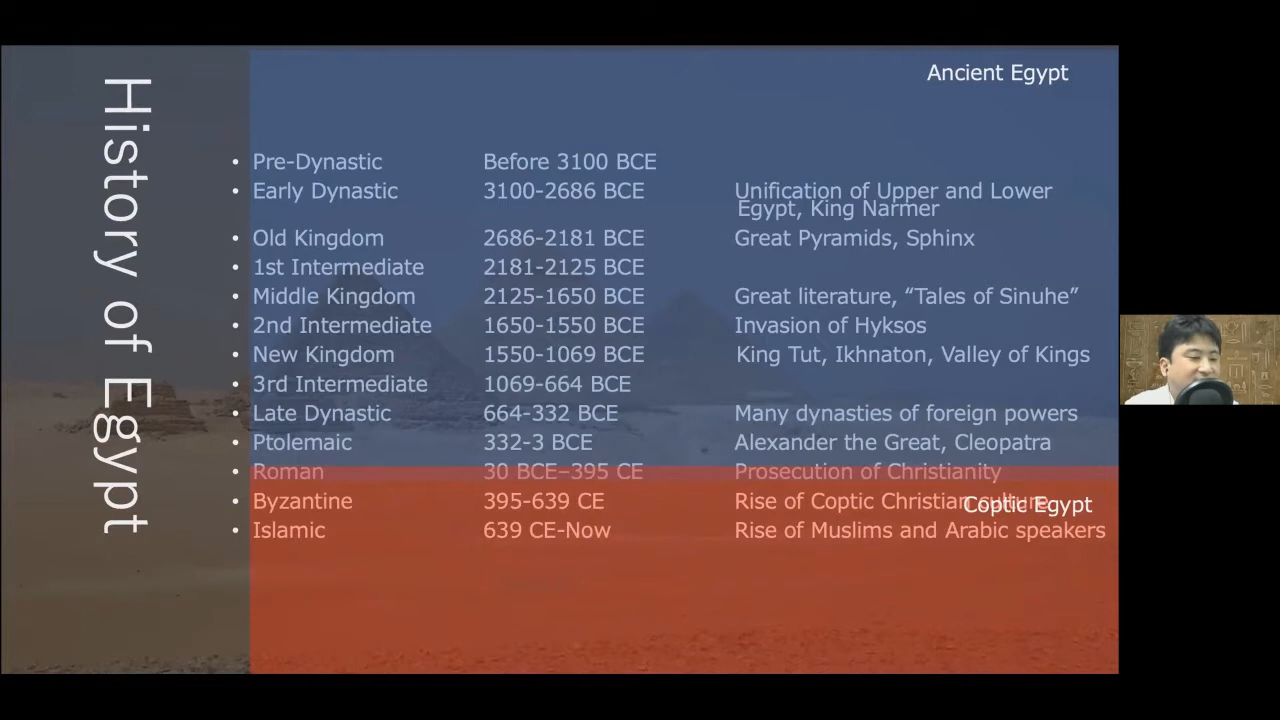 History of Egypt
Ancient Egypt
• Pre-Dynastic Before 3100 BCE
• Early Dynastic 3100-2686 BCE Unification of Upper and Lower
Egypt, King Narmer
• Old Kingdom 2686-2181 BCE Great Pyramids, Sphinx
• 1st Intermediate 2181-2125 BCE
• Middle Kingdom 2125-1650 BCE Great literature, “Tales of Sinuhe”
• 2nd Intermediate 1650-1550 BCE Invasion of Hyksos
• New Kingdom 1550-1069 BCE King Tut, Ikhnaton, Valley of Kings
• 3rd Intermediate 1069-664 BCE
• Late Dynastic 664-332 BCE Many dynasties of foreign powers
• Ptolemaic 332-3 BCE Alexander the Great, Cleopatra
• Roman 30 BCE–395 CE Prosecution of Christianity
• Byzantine 395-639 CE Rise of Coptic Christian culture
Coptic Egypt
• Islamic 639 CE-Now Rise of Muslims and Arabic speakers